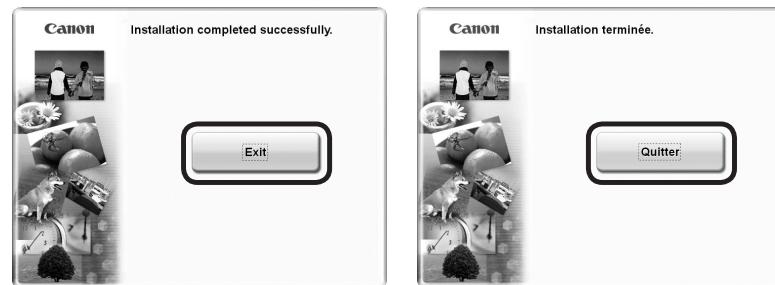 Canon
Installation completed successfully.
Exit
Canon
Installation terminée.
Quitter